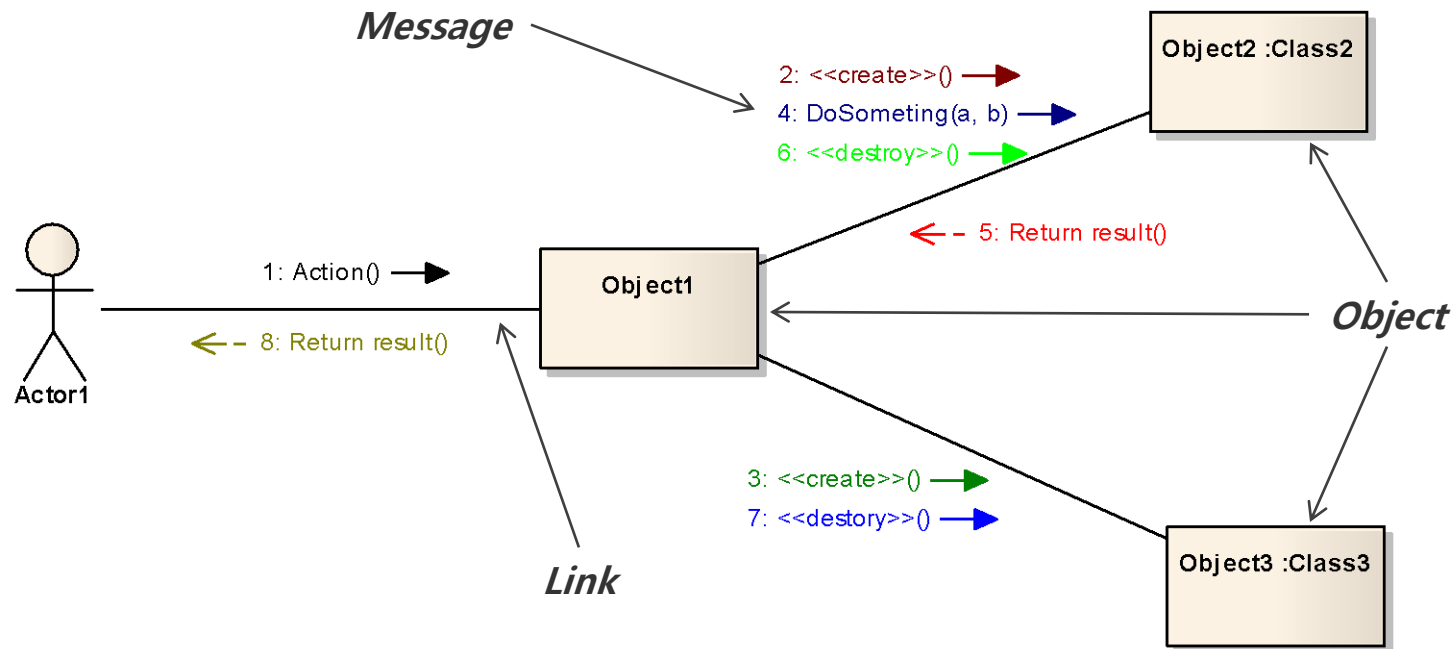 Message
Object2 :Class2
2: <<create>>()
4: DoSometing(a, b)
6: <<destroy>>()
5: Return result()
1: Action()
Object1
Object
8: Return result()
Actor1
3: <<create>>()
7: <<destory>>()
Object3 :Class3
Link